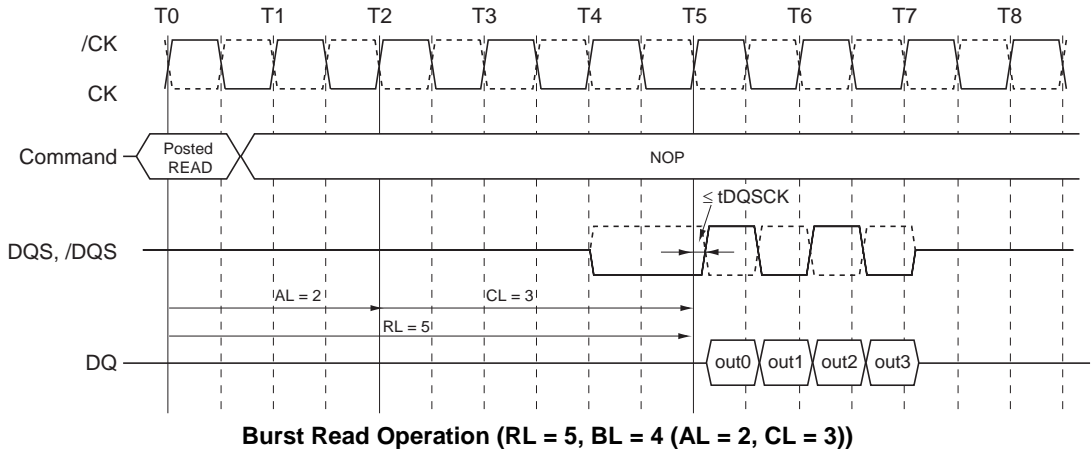 T0 T1 T2 T3 T4 T5 T6 T7 T8
/CK
CK
Command
Posted
READ
NOP
≤ tDQSCK
DQS, /DQS
AL = 2
CL = 3
RL = 5
DQ
out0 out1 out2 out3
Burst Read Operation (RL = 5, BL = 4 (AL = 2, CL = 3))